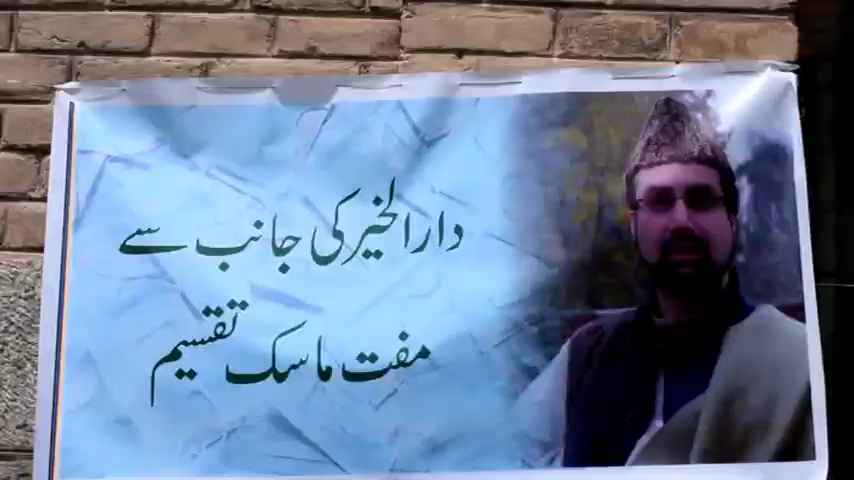 دارالخیر کی جانب سے
مفت ماسک تقسیم